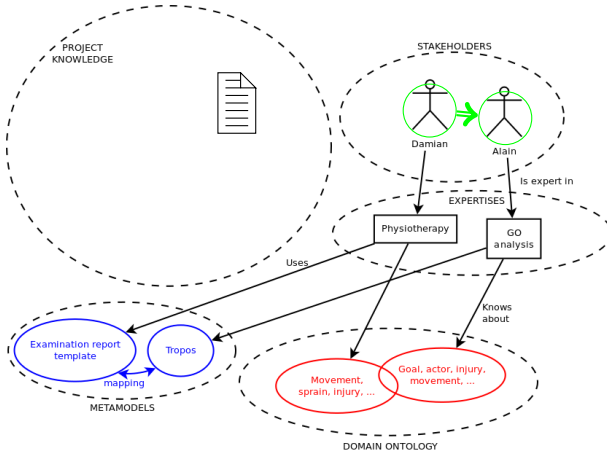 PROJECT
KNOWLEDGE
STAKEHOLDERS
Damian
Alain
Is expert in
EXPERTISES
Physiotherapy
GO
analysis
Uses
Knows
about
Examination report
template
Tropos
mapping
METAMODELS
Movement,
sprain, injury, ...
Goal, actor, injury,
movement, ...
DOMAIN ONTOLOGY